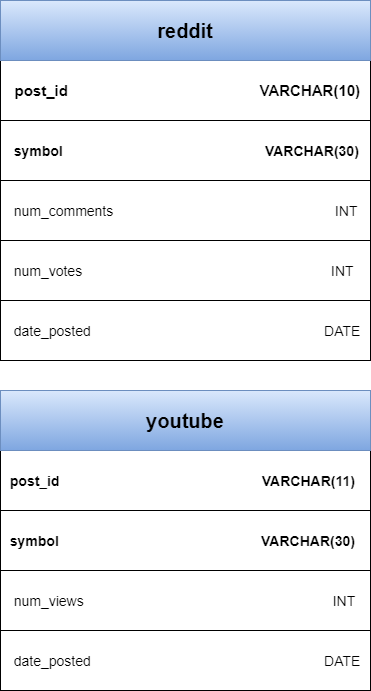 reddit
post_id VARCHAR(10)
symbol VARCHAR(30)
num_comments INT
num_votes INT
date_posted DATE
youtube
post_id VARCHAR(11)
symbol VARCHAR(30)
num_views INT
date_posted DATE